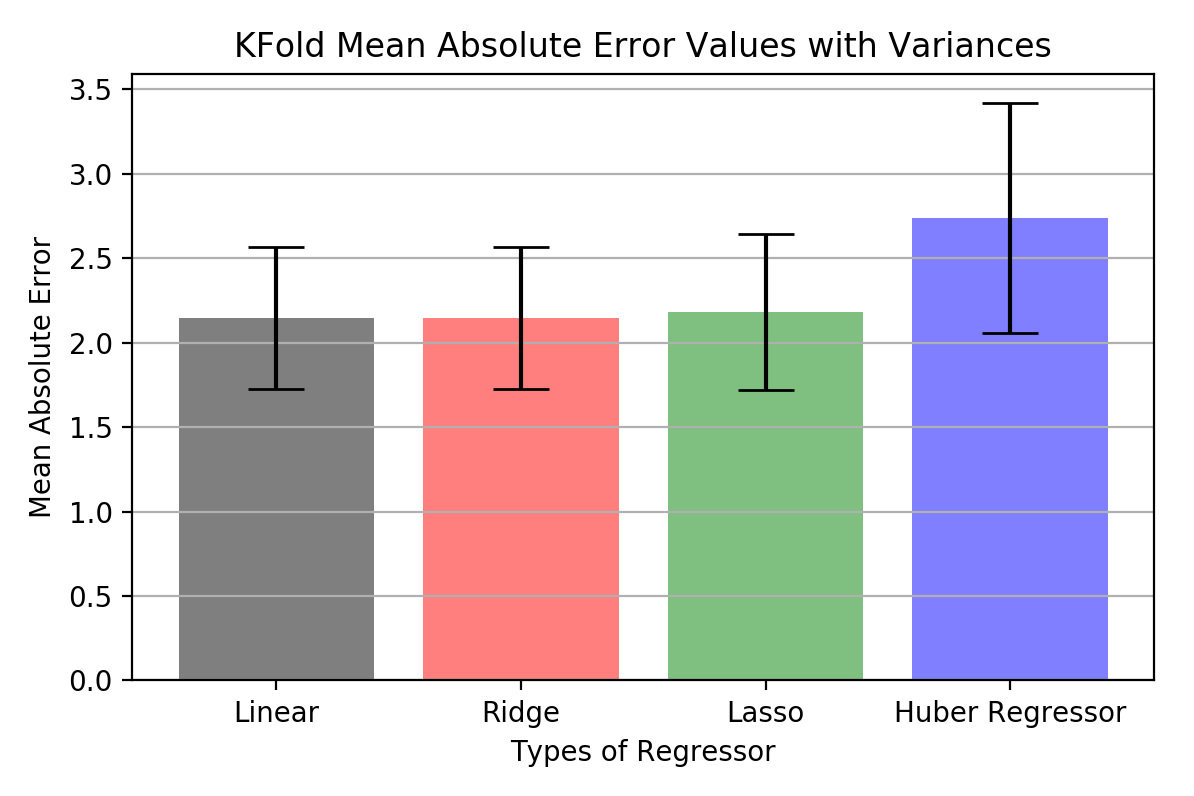 KFold Mean Absolute Error Values with Variances
Mean Absolute Error
3.5
3.0
2.5
2.0
1.5
1.0
0.5
0.0
Linear Ridge Lasso Huber Regressor
Types of Regressor